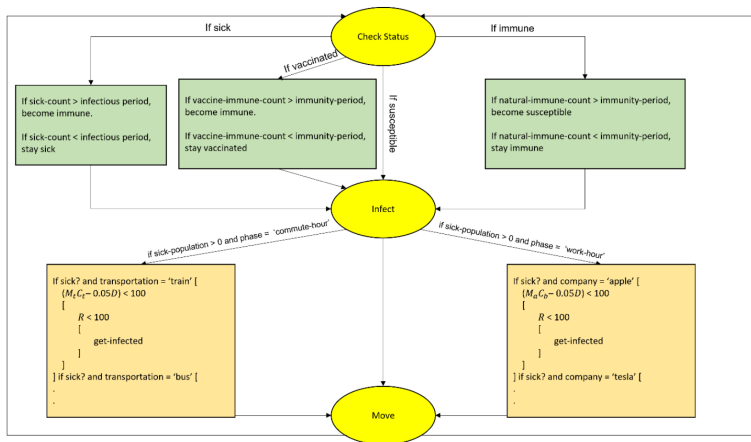 Check Status
If sick
If vaccinated
If susceptible
If immune
If sick-count > infectious period,
become immune.
If sick-count < infectious period,
stay sick
If vaccine-immune-count > immunity-period,
become immune.
If vaccine-immune-count < immunity-period,
stay vaccinated
If natural-immune-count > immunity-period,
become susceptible
If natural-immune-count < immunity-period,
stay immune
Infect
if sick-population > 0 and phase = ‘commute-hour’
if sick-population > 0 and phase = ‘work-hour’
If sick? and transportation = ‘train’ [
(MₜCₜ– 0.05D) < 100
[
R < 100
[
get-infected
]
]
] if sick? and transportation = ‘bus’ [
.
.
If sick? and company = ‘apple’ [
(MₐC_b – 0.05D) < 100
[
R < 100
[
get-infected
]
]
] if sick? and company = ‘tesla’ [
.
.
Move